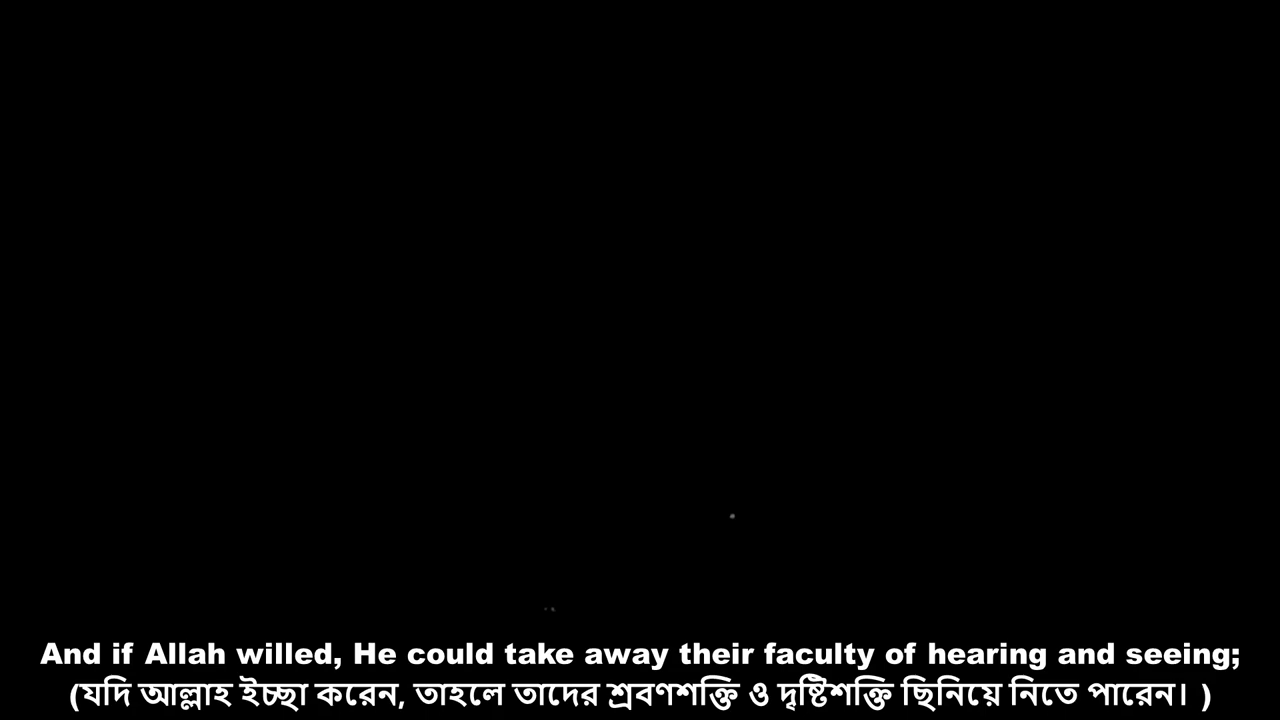 And if Allah willed, He could take away their faculty of hearing and seeing;
(যদি আল্লাহ ইচ্ছা করেন, তাহলে তাদের শ্রবণশক্তি ও দৃষ্টিশক্তি ছিনিয়ে নিতে পারেন। )